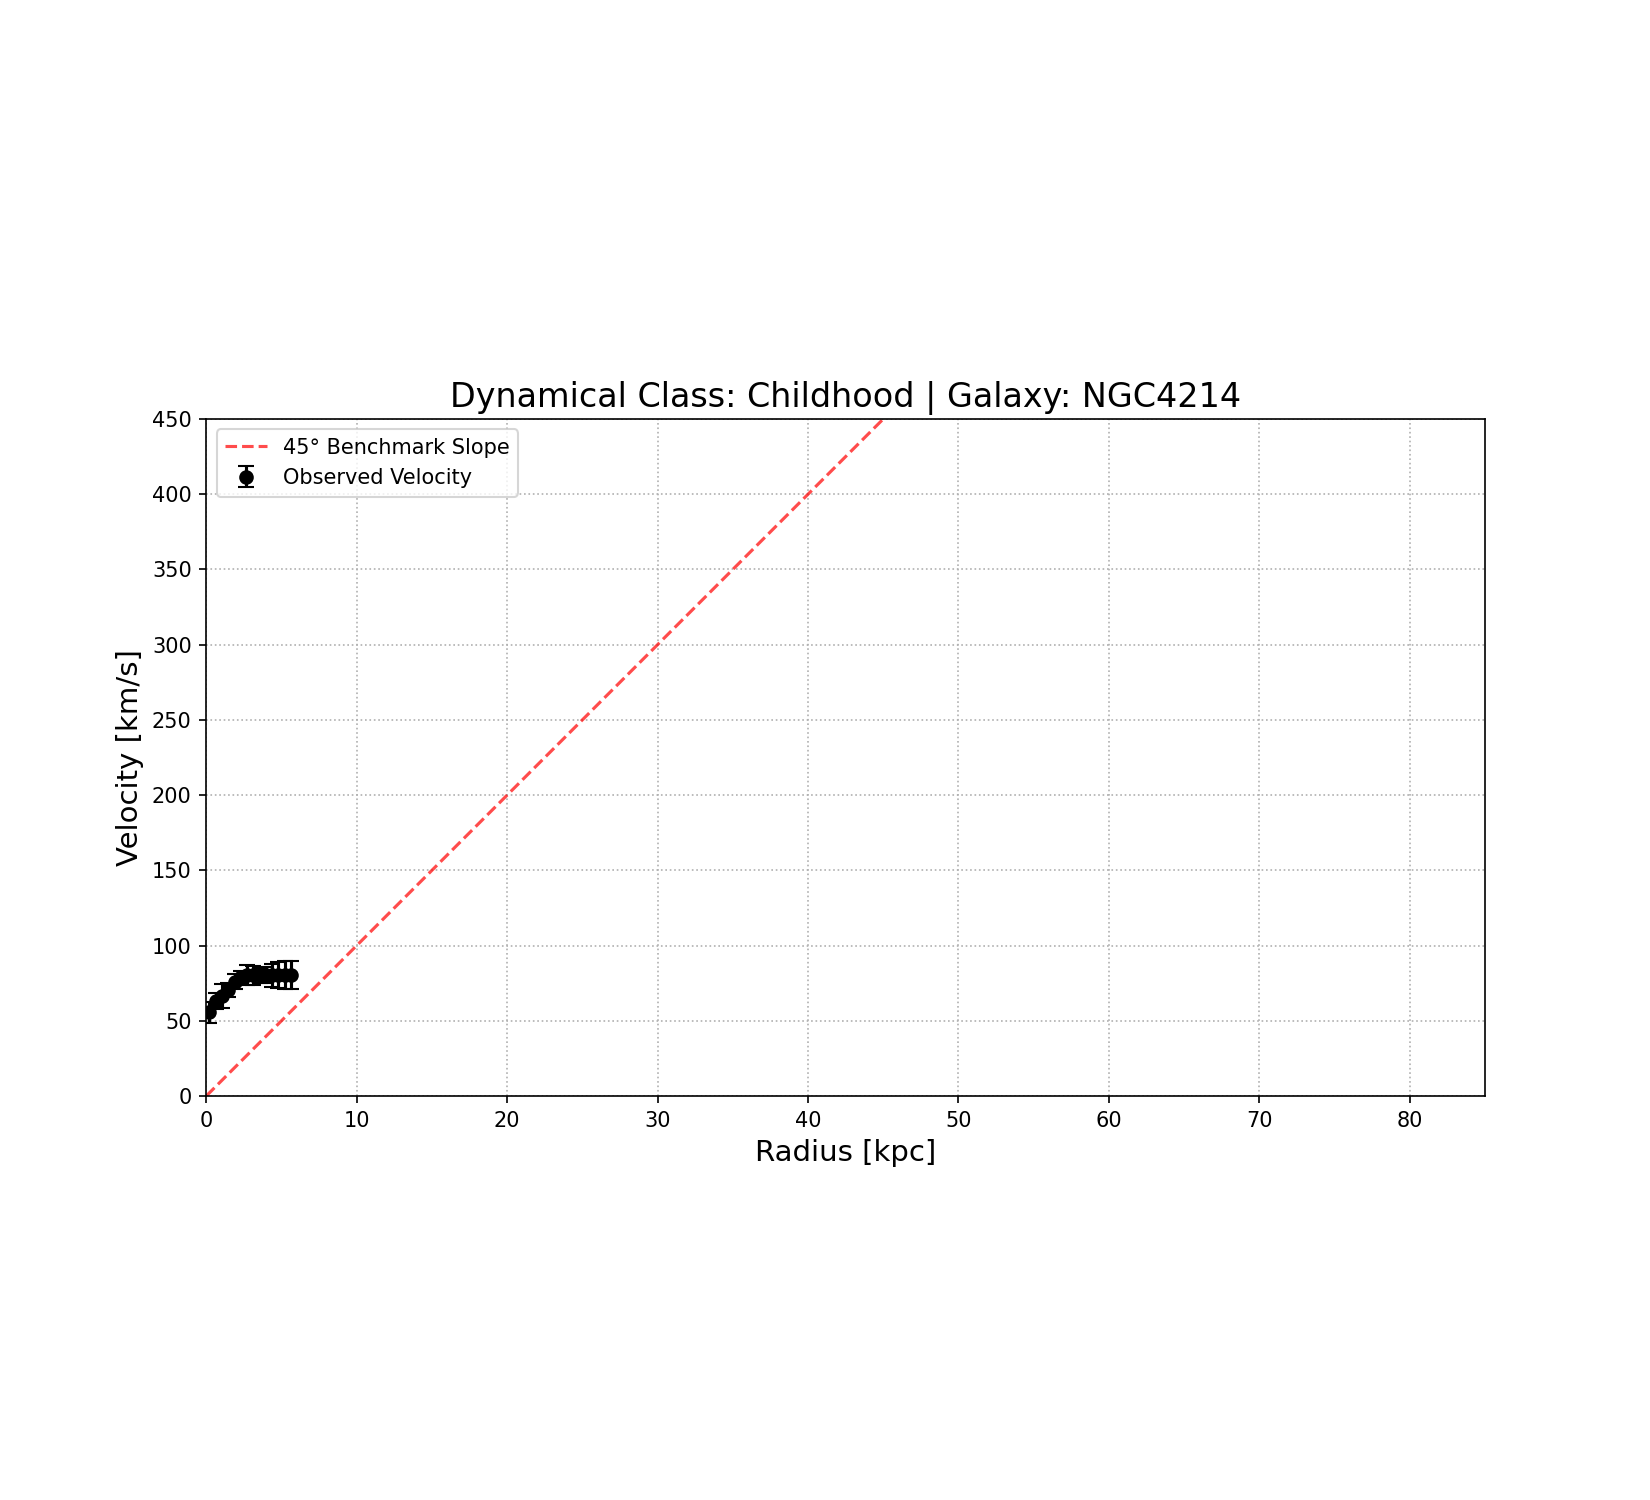 Dynamical Class: Childhood | Galaxy: NGC4214
45° Benchmark Slope
Observed Velocity
450
400
350
300
250
200
150
100
50
0
Velocity [km/s]
0 10 20 30 40 50 60 70 80
Radius [kpc]